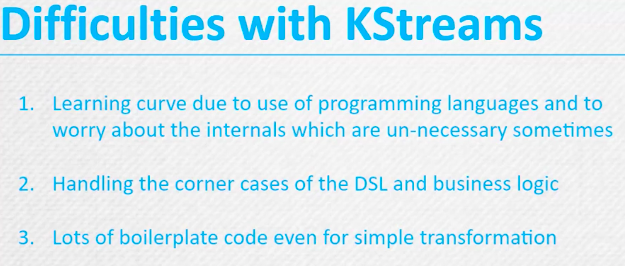 Difficulties with KStreams
1. Learning curve due to use of programming languages and to
worry about the internals which are un-necessary sometimes
2. Handling the corner cases of the DSL and business logic
3. Lots of boilerplate code even for simple transformation